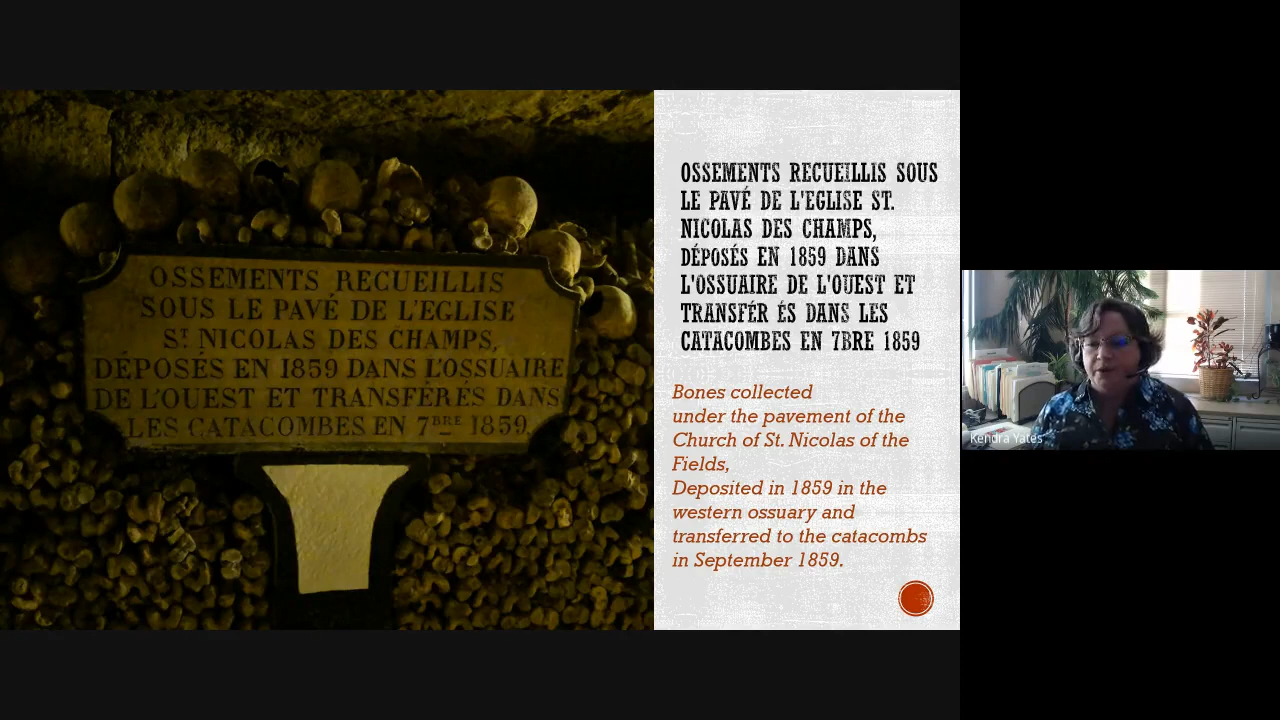 OSSEMENTS RECUEILLIS
SOUS LE PAVÉ DE L'EGLISE
ST. NICOLAS DES CHAMPS,
DÉPOSÉS EN 1859 DANS L'OSSUAIRE
DE L'OUEST ET TRANSFÉRÉS DANS
LES CATACOMBES EN 7BRE 1859.
OSSEMENTS RECUEILLIS SOUS
LE PAVÉ DE L'EGLISE ST.
NICOLAS DES CHAMPS,
DÉPOSÉS EN 1859 DANS
L'OSSUAIRE DE L'OUEST ET
TRANSFÉR ÉS DANS LES
CATACOMBES EN 7BRE 1859
Bones collected
under the pavement of the
Church of St. Nicolas of the
Fields,
Deposited in 1859 in the
western ossuary and
transferred to the catacombs
in September 1859.
Kendra Yates